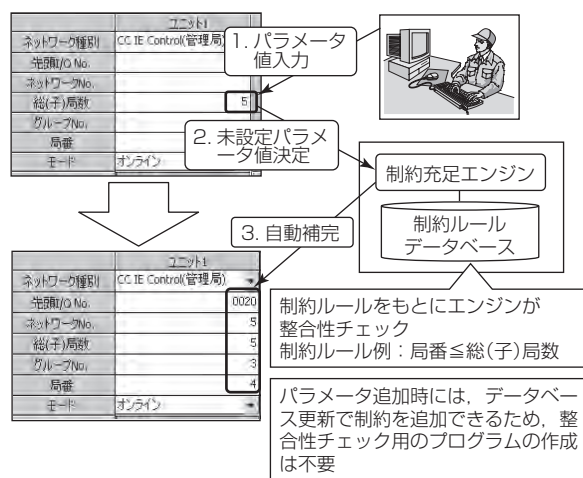 ユニット1
ネットワーク種別 CC IE Control(管理局)
先頭I/O No.
ネットワークNo.
総(子)局数 5
グループNo.
局番
モード オンライン
1. パラメータ
値入力
2. 未設定パラメ
ータ値決定
制約充足エンジン
制約ルール
データベース
3. 自動補完
ユニット1
ネットワーク種別 CC IE Control(管理局)
先頭I/O No. 0020
ネットワークNo. 5
総(子)局数 5
グループNo. 3
局番 4
モード オンライン
制約ルールをもとにエンジンが
整合性チェック
制約ルール例：局番≦総(子)局数
パラメータ追加時には，データベー
ス更新で制約を追加できるため，整
合性チェック用のプログラムの作成
は不要